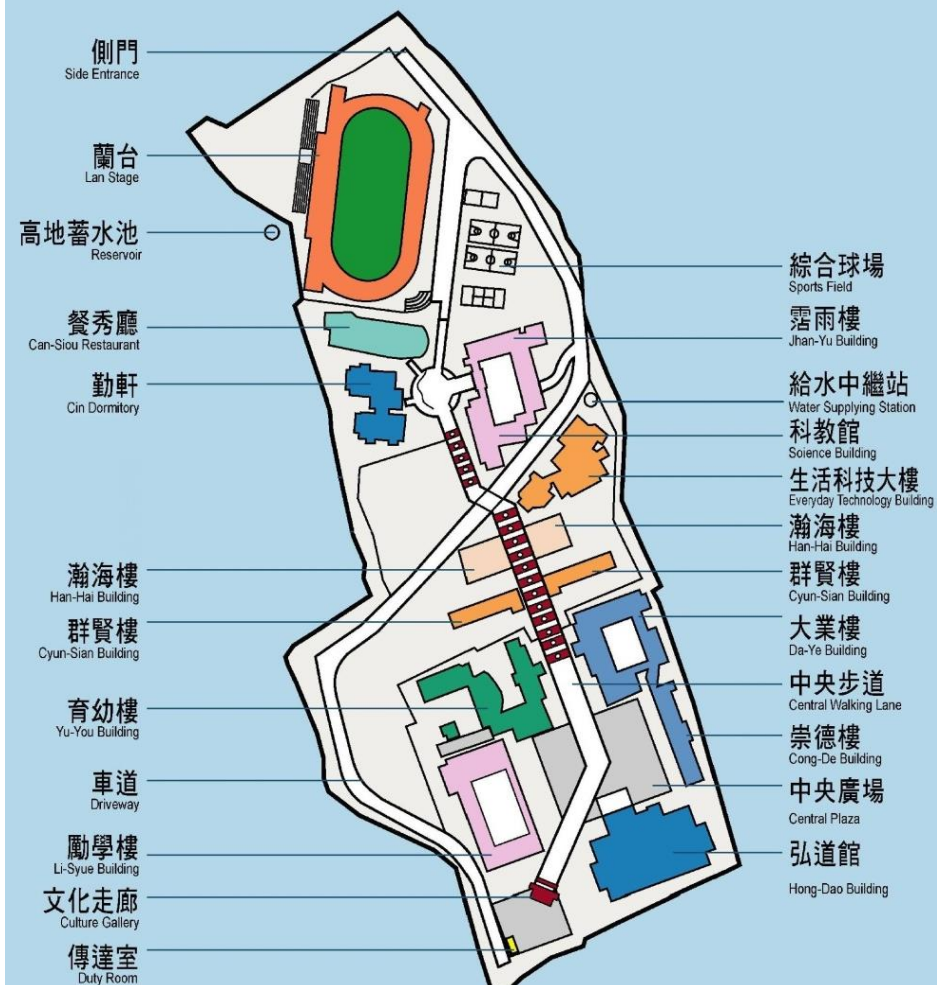 側門
Side Entrance
蘭台
Lan Stage
高地蓄水池
Reservoir
餐秀廳
Can-Siou Restaurant
勤軒
Cin Dormitory
瀚海樓
Han-Hai Building
群賢樓
Cyun-Sian Building
育幼樓
Yu-You Building
車道
Driveway
勵學樓
Li-Syue Building
文化走廊
Culture Gallery
傳達室
Duty Room
綜合球場
Sports Field
霑雨樓
Jhan-Yu Building
給水中繼站
Water Supplying Station
科教館
Soience Building
生活科技大樓
Everyday Technology Building
瀚海樓
Han-Hai Building
群賢樓
Cyun-Sian Building
大業樓
Da-Ye Building
中央步道
Central Walking Lane
崇德樓
Cong-De Building
中央廣場
Central Plaza
弘道館
Hong-Dao Building